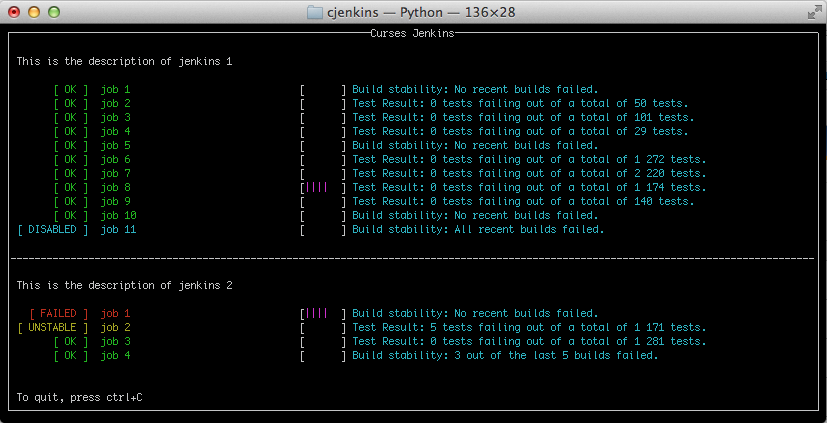 cjenkins — Python — 136×28
Curses Jenkins
This is the description of jenkins 1
[ OK ] job 1 [ ] Build stability: No recent builds failed.
[ OK ] job 2 [ ] Test Result: 0 tests failing out of a total of 50 tests.
[ OK ] job 3 [ ] Test Result: 0 tests failing out of a total of 101 tests.
[ OK ] job 4 [ ] Test Result: 0 tests failing out of a total of 29 tests.
[ OK ] job 5 [ ] Build stability: No recent builds failed.
[ OK ] job 6 [ ] Test Result: 0 tests failing out of a total of 1 272 tests.
[ OK ] job 7 [ ] Test Result: 0 tests failing out of a total of 2 220 tests.
[ OK ] job 8 [|||| ] Test Result: 0 tests failing out of a total of 1 174 tests.
[ OK ] job 9 [ ] Test Result: 0 tests failing out of a total of 140 tests.
[ OK ] job 10 [ ] Build stability: No recent builds failed.
[ DISABLED ] job 11 [ ] Build stability: All recent builds failed.
This is the description of jenkins 2
[ FAILED ] job 1 [|||| ] Build stability: No recent builds failed.
[ UNSTABLE ] job 2 [ ] Test Result: 5 tests failing out of a total of 1 171 tests.
[ OK ] job 3 [ ] Test Result: 0 tests failing out of a total of 1 281 tests.
[ OK ] job 4 [ ] Build stability: 3 out of the last 5 builds failed.
To quit, press ctrl+C